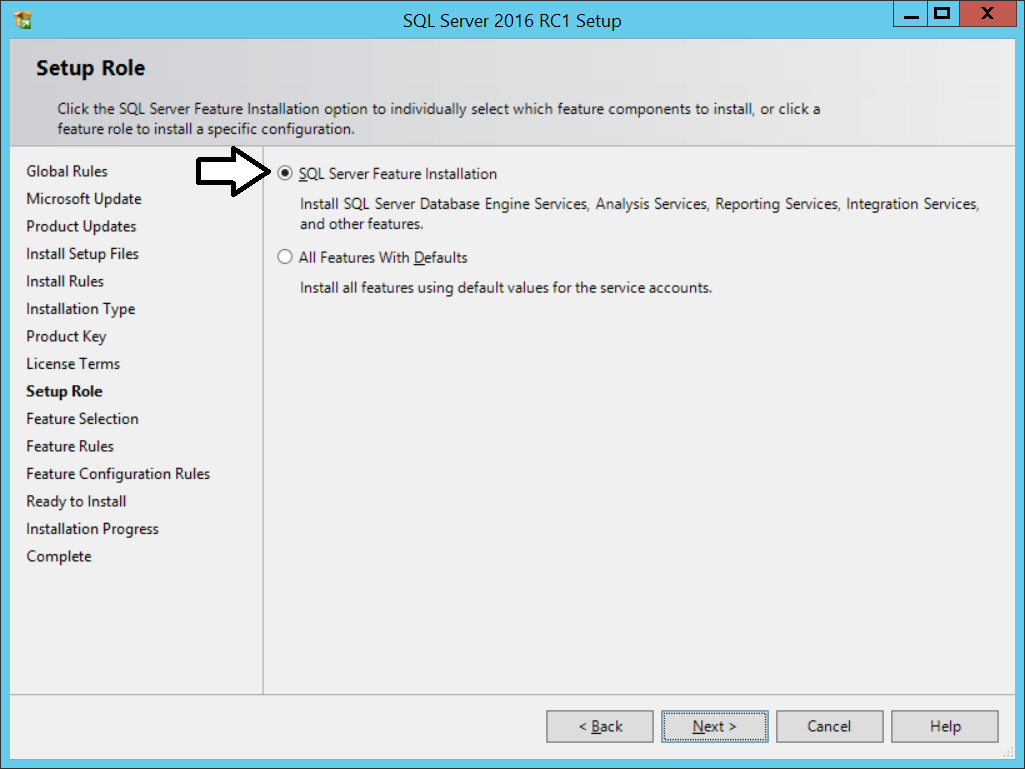 SQL Server 2016 RC1 Setup
Setup Role
Click the SQL Server Feature Installation option to individually select which feature components to install, or click a
feature role to install a specific configuration.
Global Rules
Microsoft Update
Product Updates
Install Setup Files
Install Rules
Installation Type
Product Key
License Terms
Setup Role
Feature Selection
Feature Rules
Feature Configuration Rules
Ready to Install
Installation Progress
Complete
SQL Server Feature Installation
Install SQL Server Database Engine Services, Analysis Services, Reporting Services, Integration Services,
and other features.
All Features With Defaults
Install all features using default values for the service accounts.
< Back
Next >
Cancel
Help